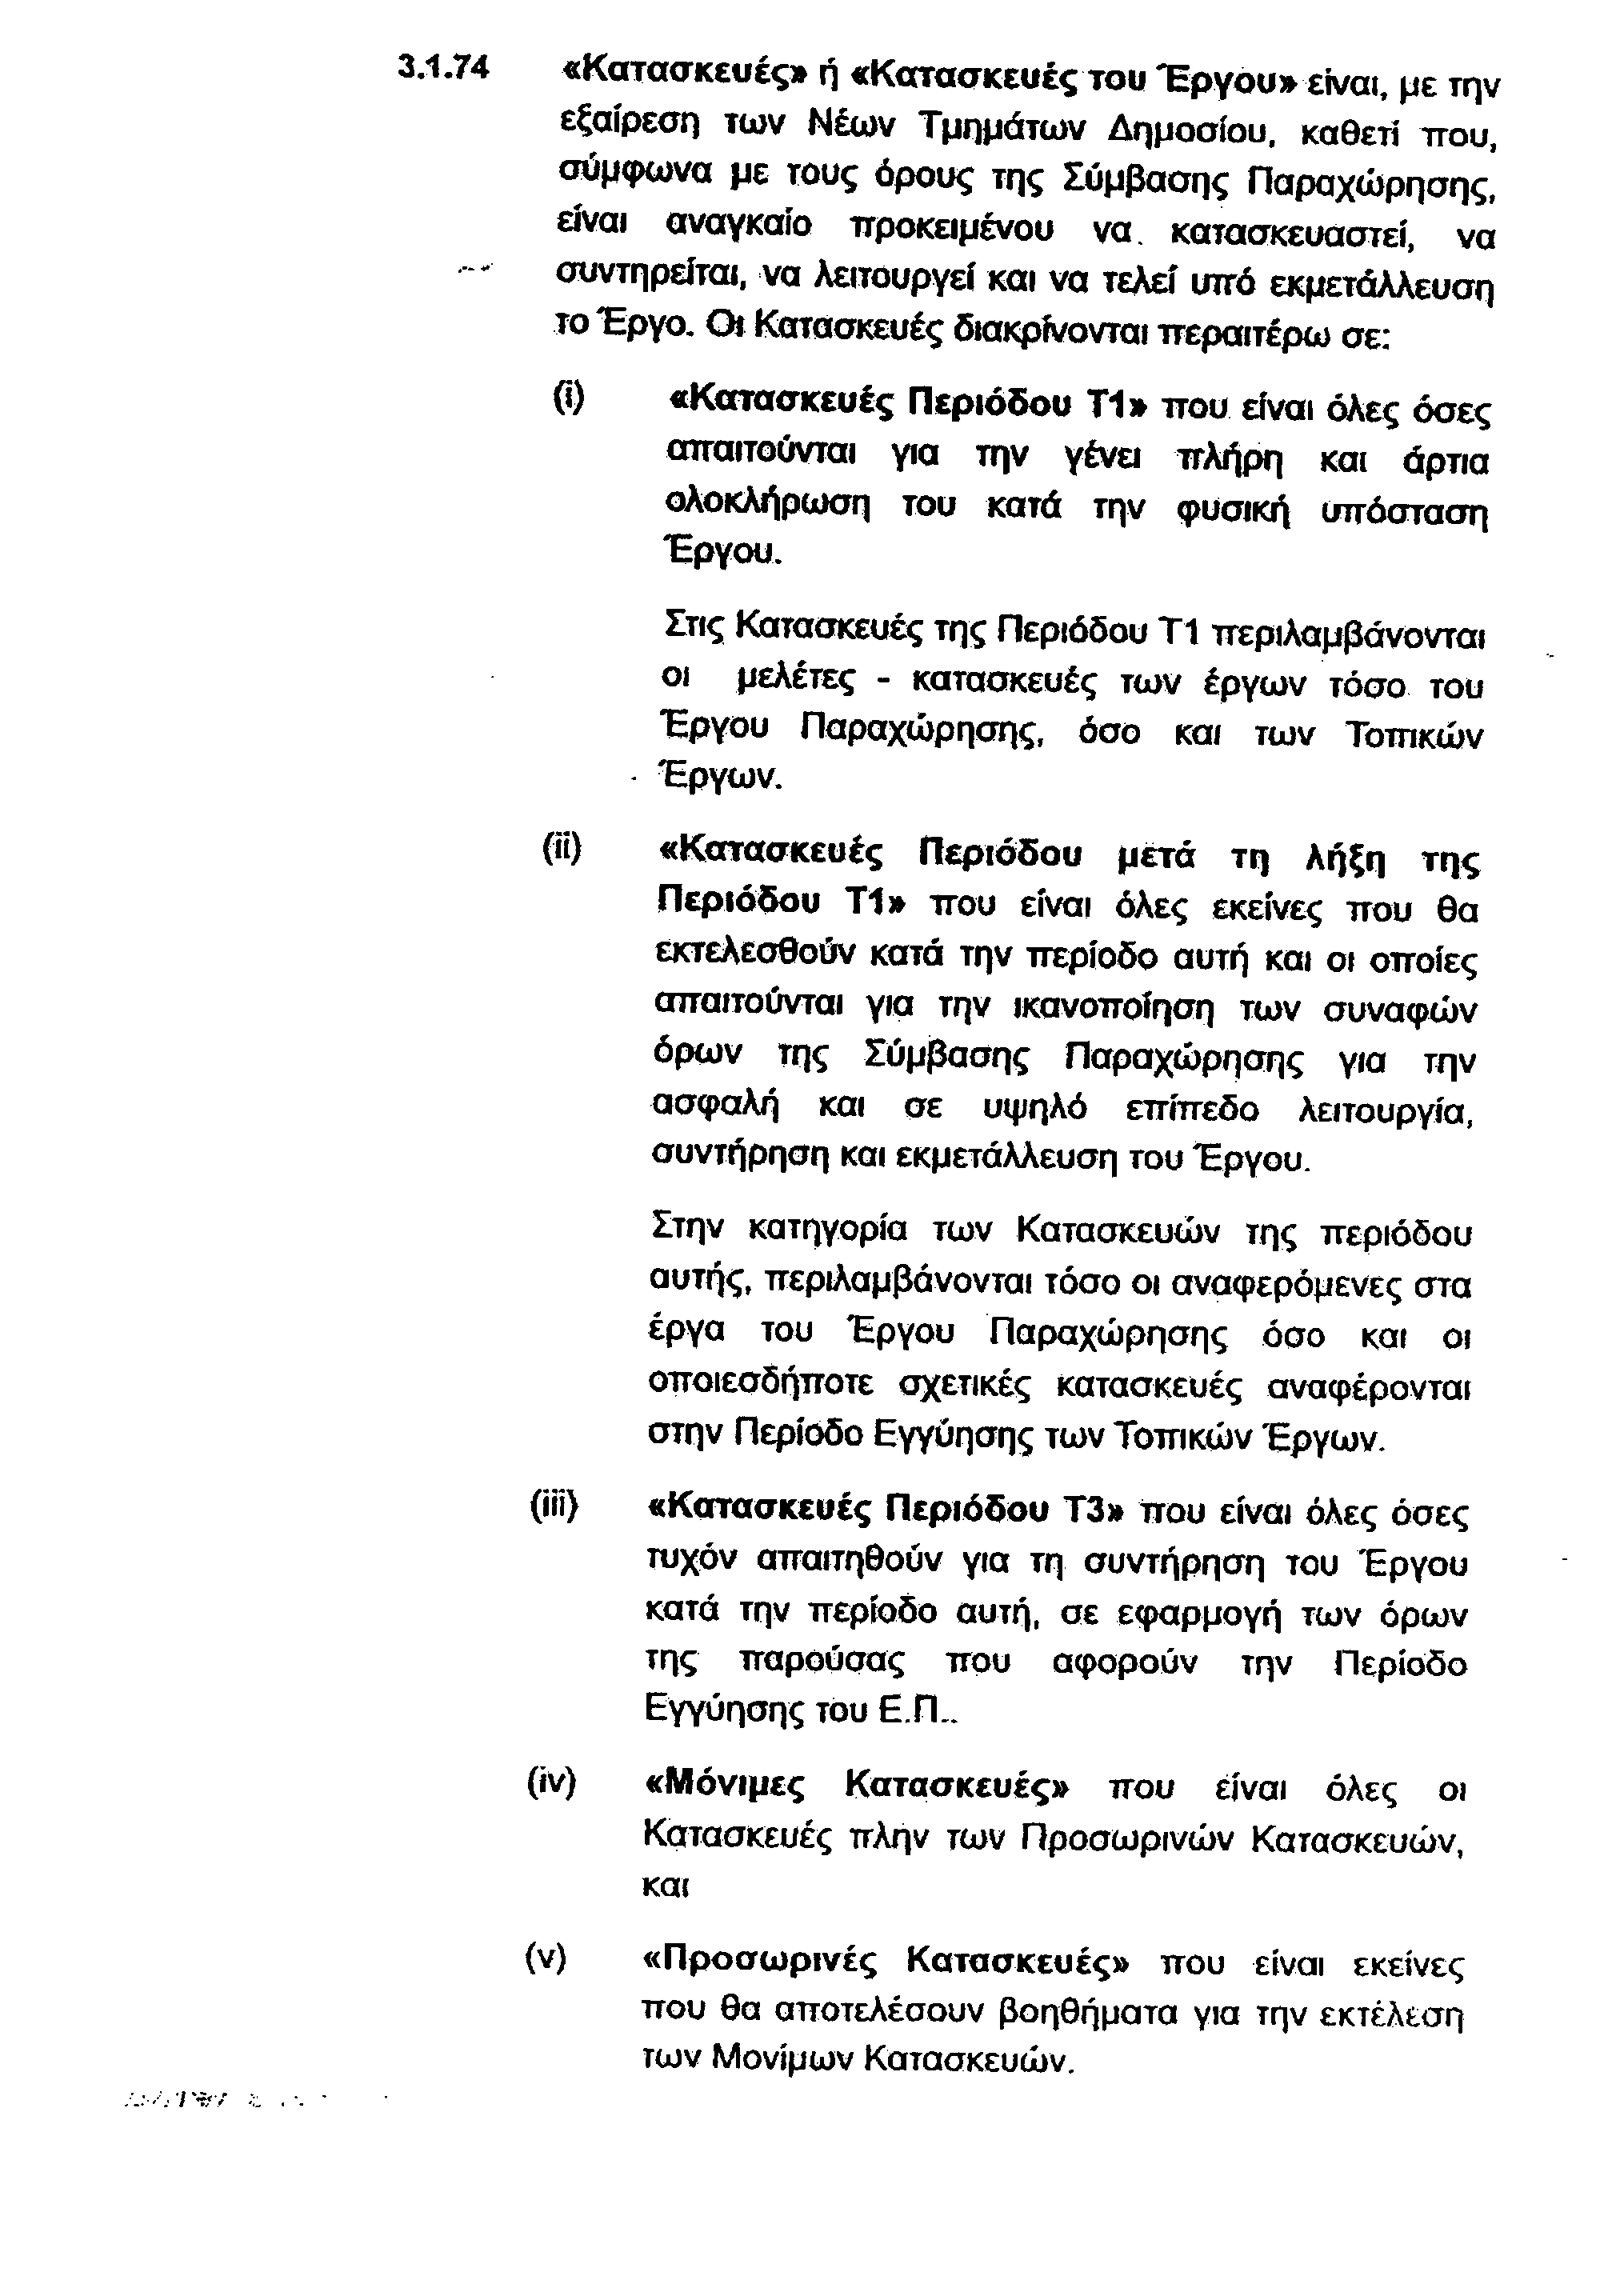 3.1.74 «Κατασκευές» ή «Κατασκευές του Έργου» είναι, με την
εξαίρεση των Νέων Τμημάτων Δημοσίου, καθετί που,
σύμφωνα με τους όρους της Σύμβασης Παραχώρησης,
είναι αναγκαίο προκειμένου να κατασκευαστεί, να
συντηρείται, να λειτουργεί και να τελεί υπό εκμετάλλευση
το Έργο. Οι Κατασκευές διακρίνονται περαιτέρω σε:
(i) «Κατασκευές Περιόδου Τ1» που είναι όλες όσες
απαιτούνται για την γένει πλήρη και άρτια
ολοκλήρωση του κατά την φυσική υπόσταση
Έργου.
Στις Κατασκευές της Περιόδου Τ1 περιλαμβάνονται
οι μελέτες - κατασκευές των έργων τόσο του
Έργου Παραχώρησης, όσο και των Τοπικών
Έργων.
(ii) «Κατασκευές Περιόδου μετά τη λήξη της
Περιόδου Τ1» που είναι όλες εκείνες που θα
εκτελεσθούν κατά την περίοδο αυτή και οι οποίες
απαιτούνται για την ικανοποίηση των συναφών
όρων της Σύμβασης Παραχώρησης για την
ασφαλή και σε υψηλό επίπεδο λειτουργία,
συντήρηση και εκμετάλλευση του Έργου.
Στην κατηγορία των Κατασκευών της περιόδου
αυτής, περιλαμβάνονται τόσο οι αναφερόμενες στα
έργα του Έργου Παραχώρησης όσο και οι
οποιεσδήποτε σχετικές κατασκευές αναφέρονται
στην Περίοδο Εγγύησης των Τοπικών Έργων.
(iii) «Κατασκευές Περιόδου Τ3» που είναι όλες όσες
τυχόν απαιτηθούν για τη συντήρηση του Έργου
κατά την περίοδο αυτή, σε εφαρμογή των όρων
της παρούσας που αφορούν την Περίοδο
Εγγύησης του Ε.Π..
(iv) «Μόνιμες Κατασκευές» που είναι όλες οι
Κατασκευές πλην των Προσωρινών Κατασκευών,
και
(v) «Προσωρινές Κατασκευές» που είναι εκείνες
που θα αποτελέσουν βοηθήματα για την εκτέλεση
των Μονίμων Κατασκευών.